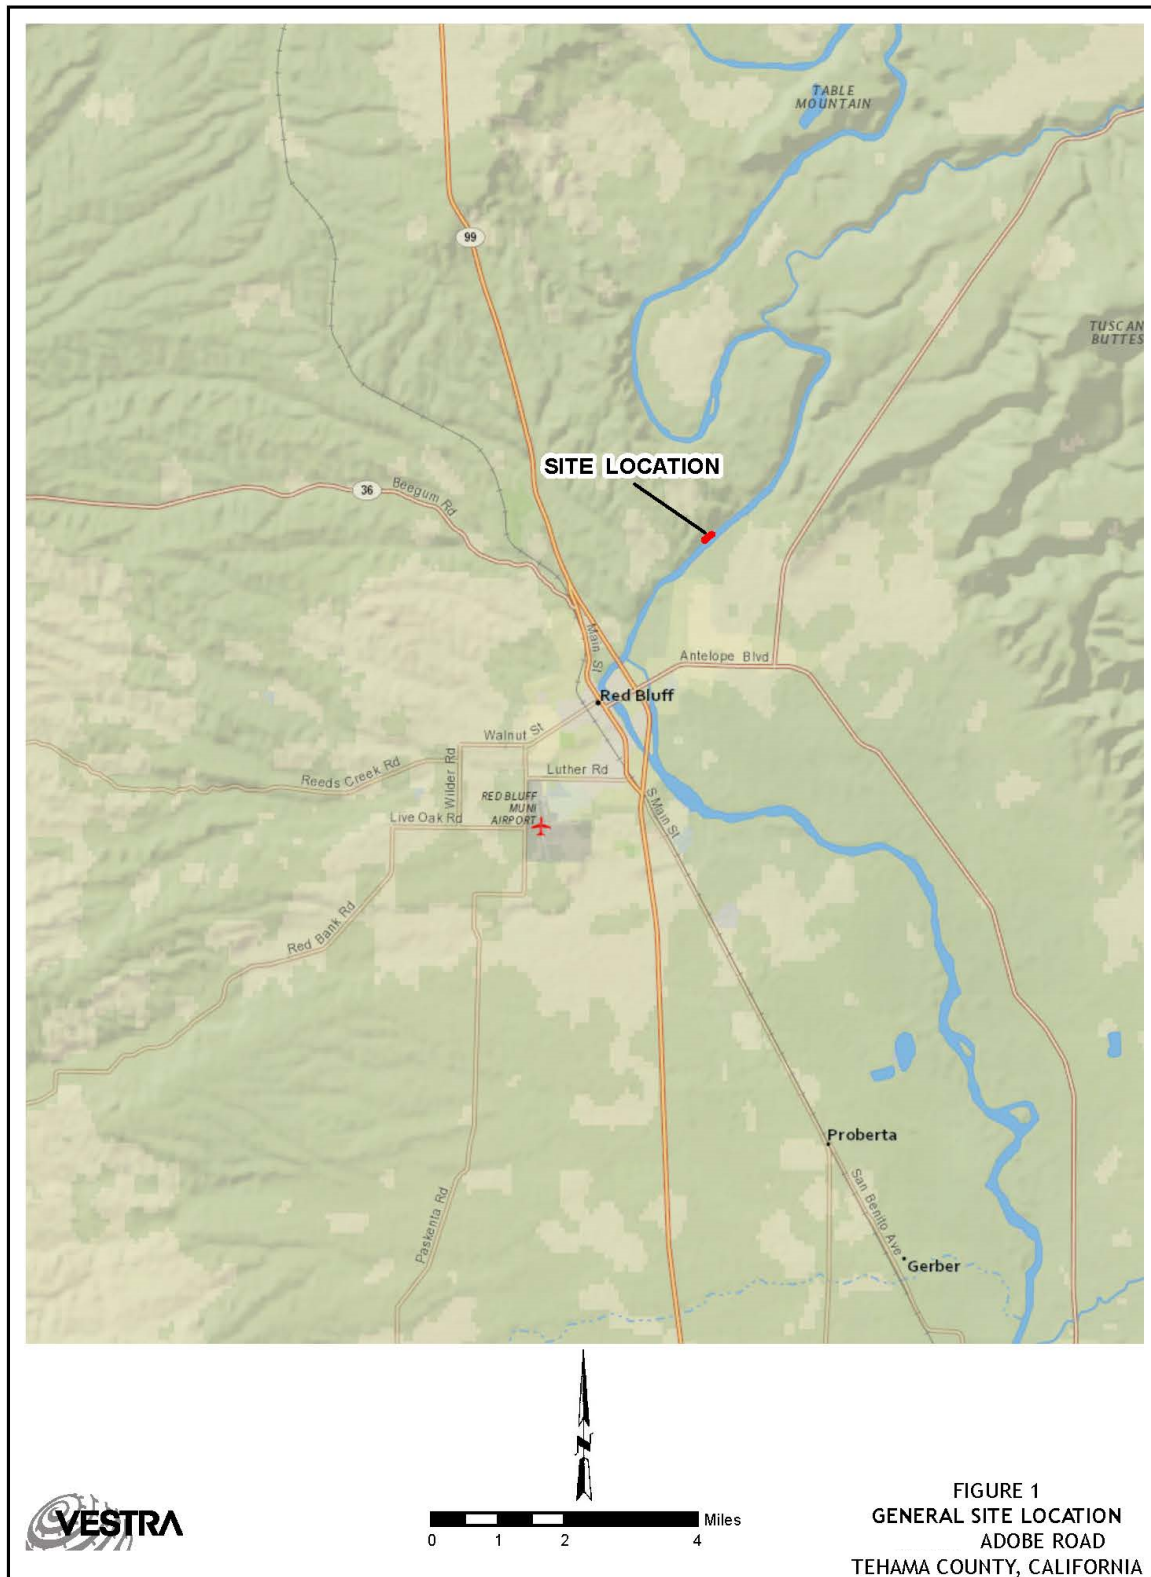 TABLE
MOUNTAIN
99
TUSCAN
BUTTES
SITE LOCATION
36
Beegum Rd
Main St
Antelope Blvd
Red Bluff
Walnut St
Luther Rd
Reeds Creek Rd
Wilder Rd
RED BLUFF
MUNI
AIRPORT
S Main St
Live Oak Rd
Red Bank Rd
Proberta
Paskenta Rd
San Benito Ave
Gerber
N
VESTRA
Miles
0 1 2 4
FIGURE 1
GENERAL SITE LOCATION
ADOBE ROAD
TEHAMA COUNTY, CALIFORNIA